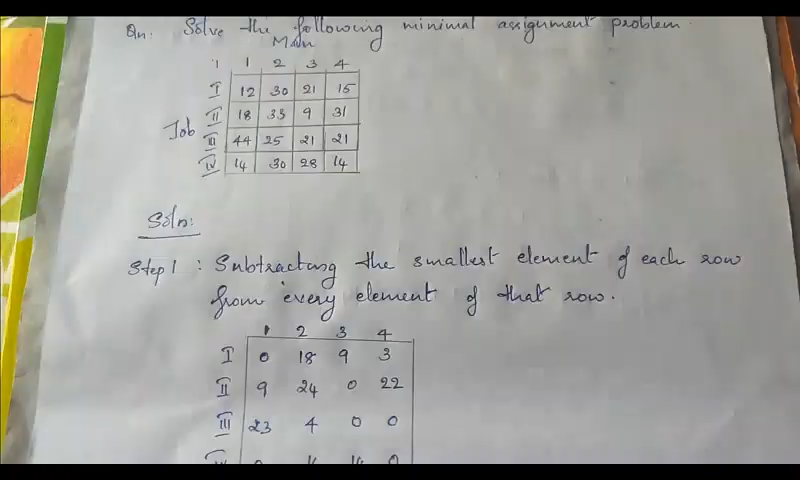 Qn: Solve the following minimal assignment problem.
Man
1 2 3 4
I 12 30 21 15
II 18 33 9 31
Job III 44 25 21 21
IV 14 30 28 14
Soln:
Step 1 : Subtracting the smallest element of each row
from every element of that row.
1 2 3 4
I 0 18 9 3
II 9 24 0 22
III 23 4 0 0